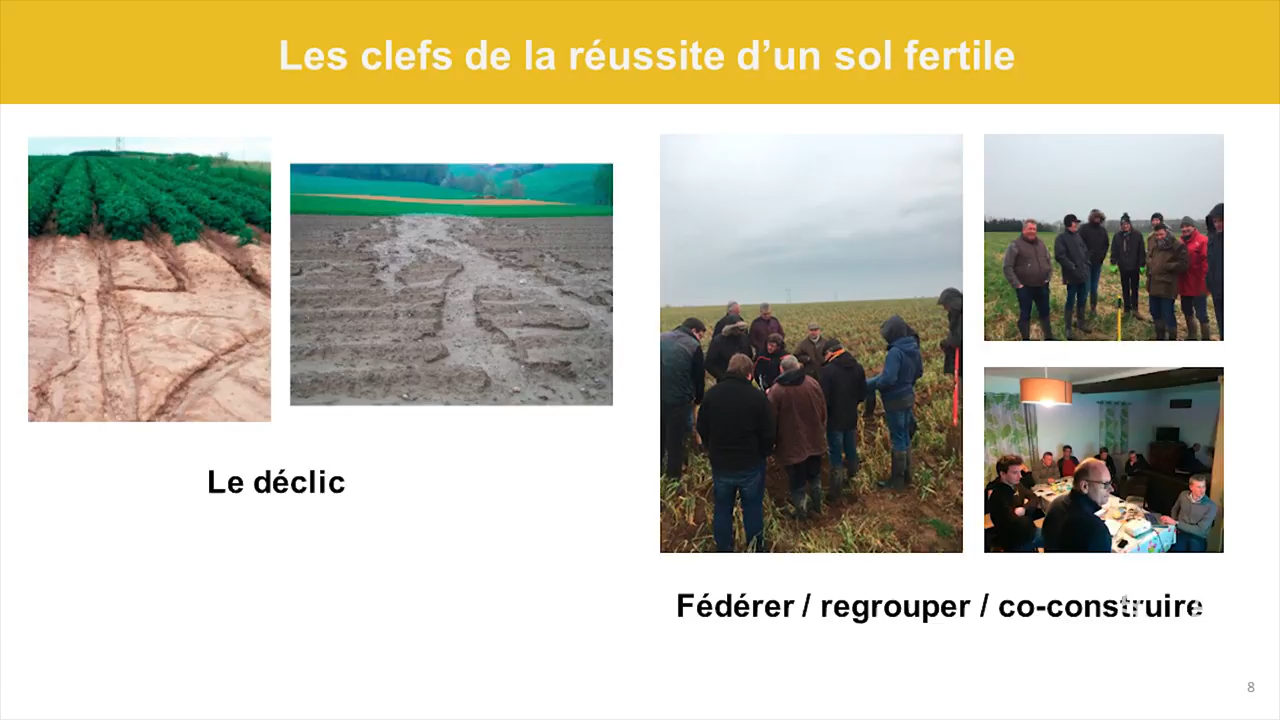 Les clefs de la réussite d’un sol fertile
Le déclic
Fédérer / regrouper / co-construire
8